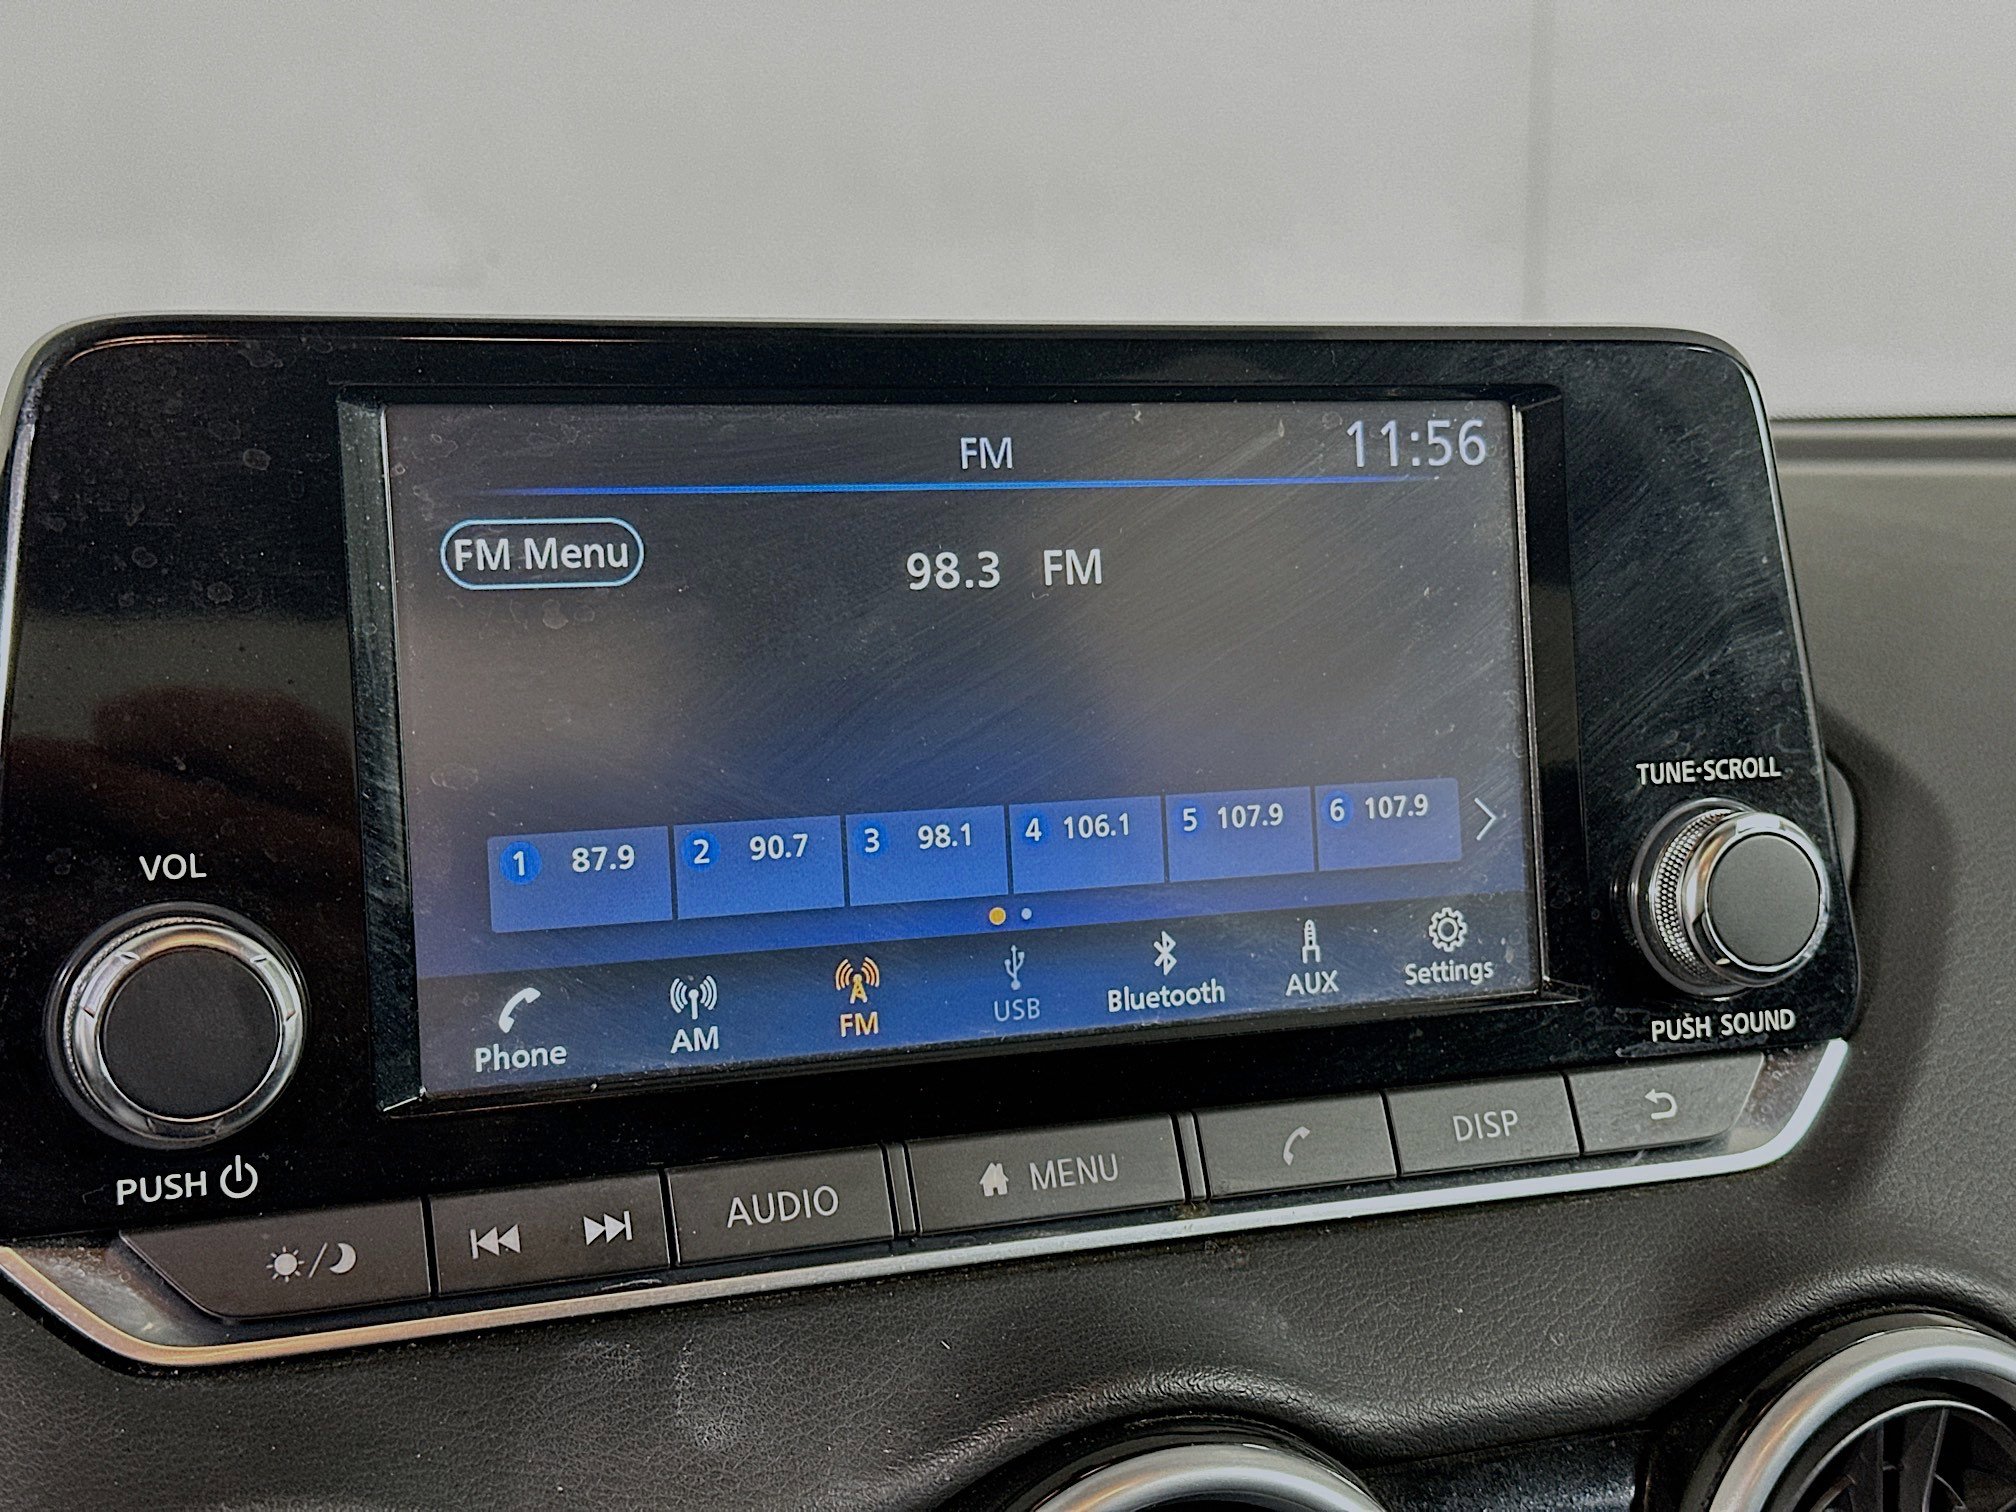 FM 11:56
FM Menu 98.3 FM
1 87.9 2 90.7 3 98.1 4 106.1 5 107.9 6 107.9
Phone AM FM USB Bluetooth AUX Settings
TUNE·SCROLL
PUSH SOUND
VOL
PUSH
AUDIO MENU DISP